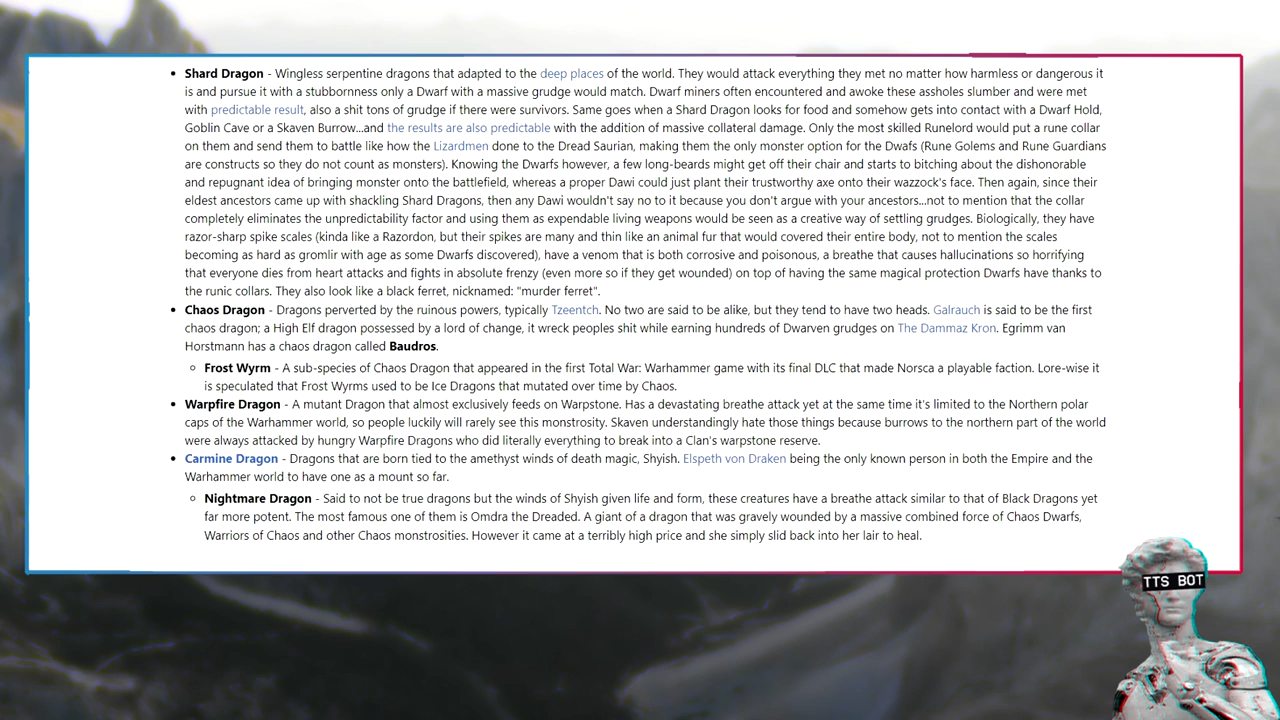 • Shard Dragon - Wingless serpentine dragons that adapted to the deep places of the world. They would attack everything they met no matter how harmless or dangerous it
is and pursue it with a stubbornness only a Dwarf with a massive grudge would match. Dwarf miners often encountered and awoke these assholes slumber and were met
with predictable result, also a shit tons of grudge if there were survivors. Same goes when a Shard Dragon looks for food and somehow gets into contact with a Dwarf Hold,
Goblin Cave or a Skaven Burrow...and the results are also predictable with the addition of massive collateral damage. Only the most skilled Runelord would put a rune collar
on them and send them to battle like how the Lizardmen done to the Dread Saurian, making them the only monster option for the Dwafs (Rune Golems and Rune Guardians
are constructs so they do not count as monsters). Knowing the Dwarfs however, a few long-beards might get off their chair and starts to bitching about the dishonorable
and repugnant idea of bringing monster onto the battlefield, whereas a proper Dawi could just plant their trustworthy axe onto their wazzock's face. Then again, since their
eldest ancestors came up with shackling Shard Dragons, then any Dawi wouldn't say no to it because you don't argue with your ancestors...not to mention that the collar
completely eliminates the unpredictability factor and using them as expendable living weapons would be seen as a creative way of settling grudges. Biologically, they have
razor-sharp spike scales (kinda like a Razordon, but their spikes are many and thin like an animal fur that would covered their entire body, not to mention the scales
becoming as hard as gromlir with age as some Dwarfs discovered), have a venom that is both corrosive and poisonous, a breathe that causes hallucinations so horrifying
that everyone dies from heart attacks and fights in absolute frenzy (even more so if they get wounded) on top of having the same magical protection Dwarfs have thanks to
the runic collars. They also look like a black ferret, nicknamed: "murder ferret".
• Chaos Dragon - Dragons perverted by the ruinous powers, typically Tzeentch. No two are said to be alike, but they tend to have two heads. Galrauch is said to be the first
chaos dragon; a High Elf dragon possessed by a lord of change, it wreck peoples shit while earning hundreds of Dwarven grudges on The Dammaz Kron. Egrimm van
Horstmann has a chaos dragon called Baudros.
◦ Frost Wyrm - A sub-species of Chaos Dragon that appeared in the first Total War: Warhammer game with its final DLC that made Norsca a playable faction. Lore-wise it
is speculated that Frost Wyrms used to be Ice Dragons that mutated over time by Chaos.
• Warpfire Dragon - A mutant Dragon that almost exclusively feeds on Warpstone. Has a devastating breathe attack yet at the same time it's limited to the Northern polar
caps of the Warhammer world, so people luckily will rarely see this monstrosity. Skaven understandingly hate those things because burrows to the northern part of the world
were always attacked by hungry Warpfire Dragons who did literally everything to break into a Clan's warpstone reserve.
• Carmine Dragon - Dragons that are born tied to the amethyst winds of death magic, Shyish. Elspeth von Draken being the only known person in both the Empire and the
Warhammer world to have one as a mount so far.
◦ Nightmare Dragon - Said to not be true dragons but the winds of Shyish given life and form, these creatures have a breathe attack similar to that of Black Dragons yet
far more potent. The most famous one of them is Omdra the Dreaded. A giant of a dragon that was gravely wounded by a massive combined force of Chaos Dwarfs,
Warriors of Chaos and other Chaos monstrosities. However it came at a terribly high price and she simply slid back into her lair to heal.
TTS BOT